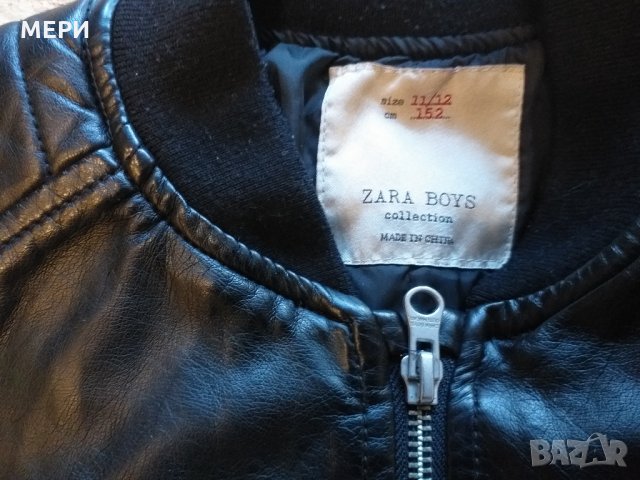 МЕРИ
size 11/12
cm 152
ZARA BOYS
collection
MADE IN CHINA
BAZAR